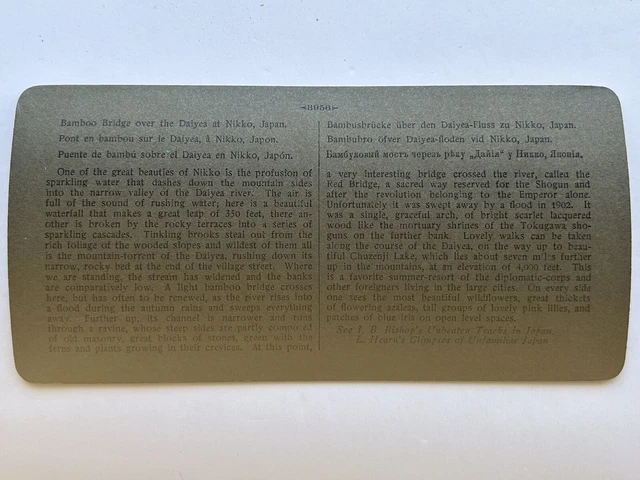 -3956-
Bamboo Bridge over the Daiyea at Nikko, Japan.
Pont en bambou sur le Daiyea, à Nikko, Japon.
Puente de bambú sobre el Daiyea en Nikko, Japón.
One of the great beauties of Nikko is the profusion of
sparkling water that dashes down the mountain sides
into the narrow valley of the Daiyea river. The air is
full of the sound of rushing water; here is a beautiful
waterfall that makes a great leap of 350 feet, there an-
other is broken by the rocky terraces into a series of
sparkling cascades. Tinkling brooks steal out from the
rich foliage of the wooded slopes and wildest of them all
is the mountain-torrent of the Daiyea, rushing down its
narrow, rocky bed at the end of the village street. Where
we are standing, the stream has widened and the banks
are comparatively low. A light bamboo bridge crosses
here, but has often to be renewed, as the river rises into
a flood during the autumn rains and sweeps everything
away. Further up, its channel is narrower and runs
through a ravine, whose steep sides are partly composed
of old masonry, great blocks of stones, green with the
ferns and plants growing in their crevices. At this point,
Bambusbrücke über den Daiyea-Fluss zu Nikko, Japan.
Bambubro öfver Daiyea-floden vid Nikko, Japan.
Бамбуковый мостъ черезъ рѣку „Дайiя" у Никко, Японiя.
a very interesting bridge crossed the river, called the
Red Bridge, a sacred way reserved for the Shogun and
after the revolution belonging to the Emperor alone.
Unfortunately it was swept away by a flood in 1902. It
was a single, graceful arch, of bright scarlet lacquered
wood like the mortuary shrines of the Tokugawa sho-
guns on the further bank. Lovely walks can be taken
along the course of the Daiyea, on the way up to beau-
tiful Chuzenji Lake, which lies about seven miles further
up in the mountains, at an elevation of 4,000 feet. This
is a favorite summer-resort of the diplomatic-corps and
other foreigners living in the large cities. On every side
one sees the most beautiful wildflowers, great thickets
of flowering azaleas, tall groups of lovely pink lilies, and
patches of blue iris on open level spaces.
See I. B. Bishop's Unbeaten Tracks in Japan.
L. Hearn's Glimpses of Unfamiliar Japan